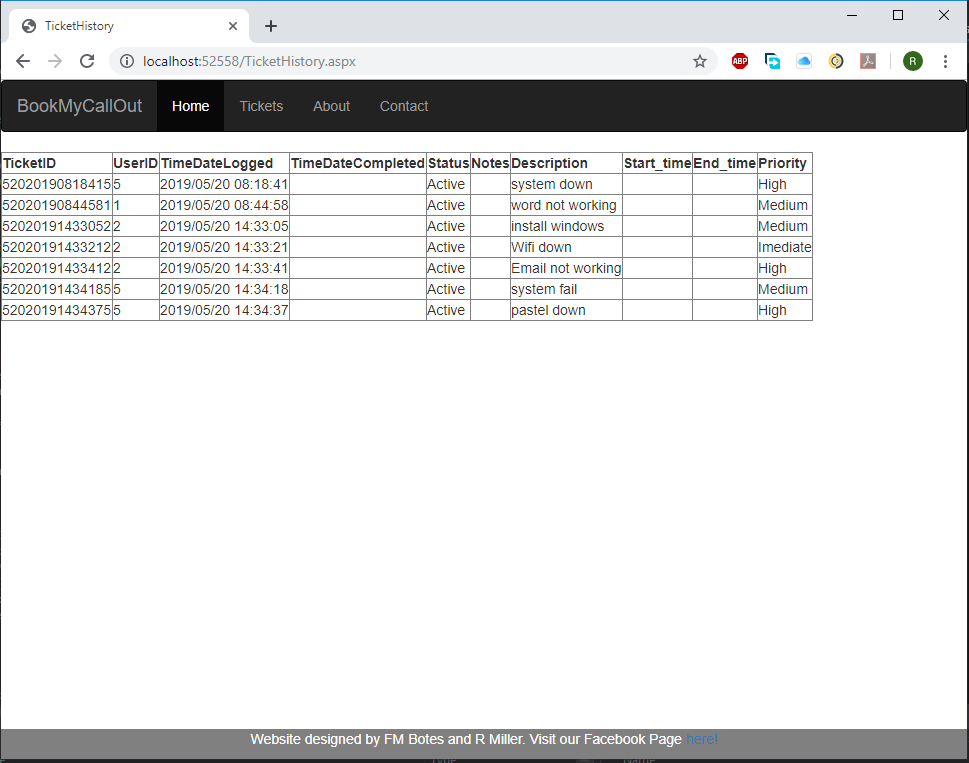 TicketHistory
localhost:52558/TicketHistory.aspx
ABP
R
BookMyCallOut Home Tickets About Contact
TicketID UserID TimeDateLogged TimeDateCompleted Status Notes Description Start_time End_time Priority
52020190818415 5 2019/05/20 08:18:41 Active system down High
52020190844581 1 2019/05/20 08:44:58 Active word not working Medium
52020191433052 2 2019/05/20 14:33:05 Active install windows Medium
52020191433212 2 2019/05/20 14:33:21 Active Wifi down Imediate
52020191433412 2 2019/05/20 14:33:41 Active Email not working High
52020191434185 5 2019/05/20 14:34:18 Active system fail Medium
52020191434375 5 2019/05/20 14:34:37 Active pastel down High
Website designed by FM Botes and R Miller. Visit our Facebook Page here!